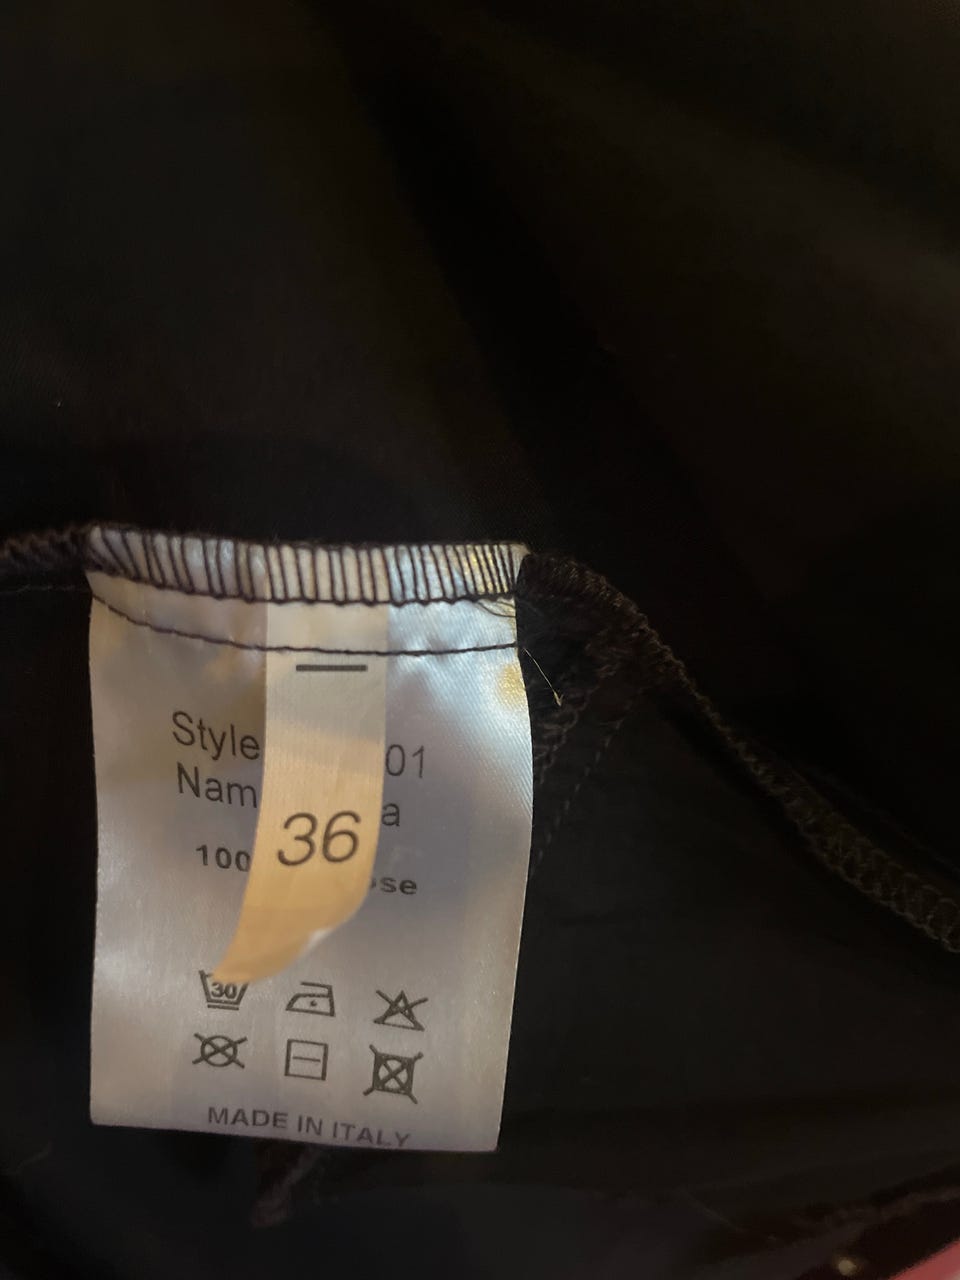 Style 01
Nam a
36
100 ose
30
MADE IN ITALY